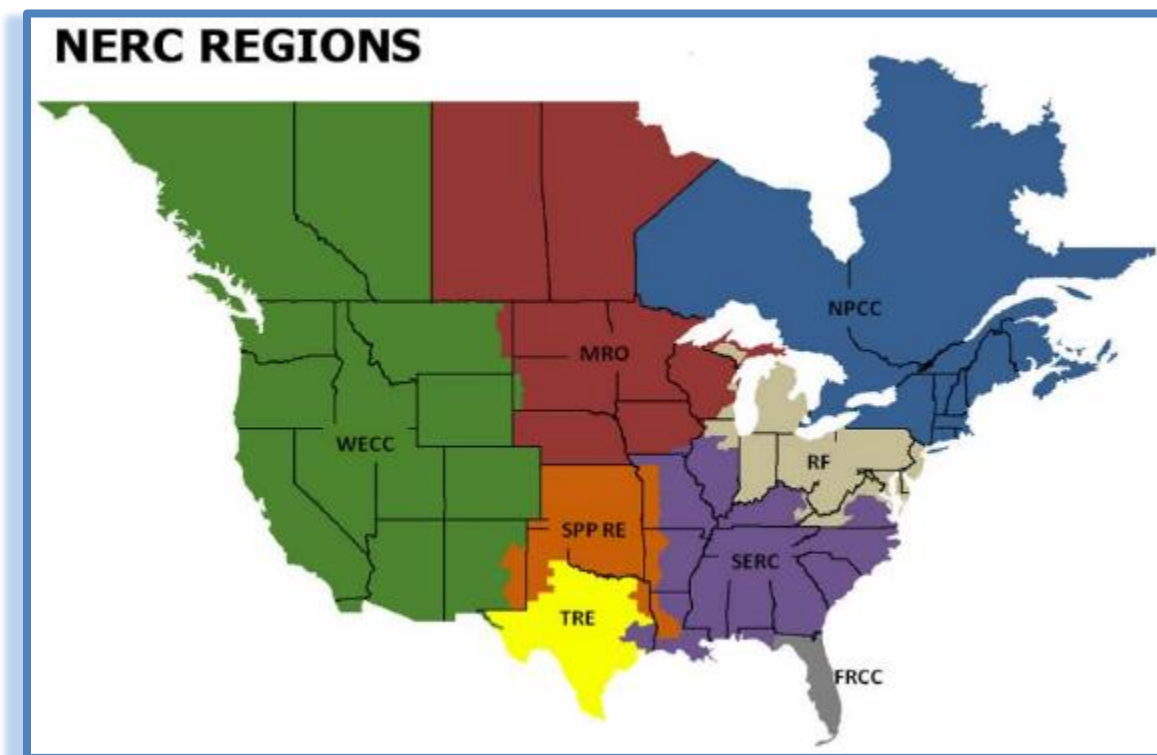 NERC REGIONS
NPCC
MRO
WECC
RF
SPP RE
SERC
TRE
FRCC